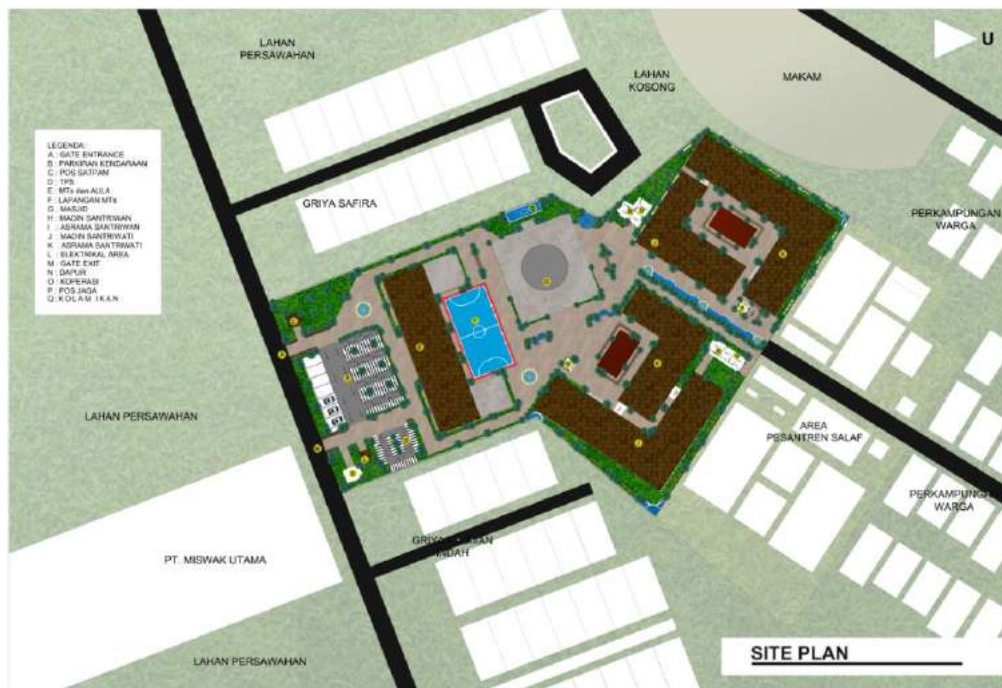 LAHAN
PERSAWAHAN
LAHAN
KOSONG
MAKAM
U
LEGENDA:
A : GATE ENTRANCE
B : PARKIRAN KENDARAAN
C : POS SATPAM
D : TPS
E : MTs dan AULA
F : LAPANGAN MTs
G : MASJID
H : MADIN SANTRIWAN
I : ASRAMA SANTRIWAN
J : MADIN SANTRIWATI
K : ASRAMA SANTRIWATI
L : ELEKTRIKAL AREA
M : GATE EXIT
N : DAPUR
O : KOPERASI
P : POS JAGA
Q : KOLAM IKAN
GRIYA SAFIRA
PERKAMPUNGAN
WARGA
LAHAN PERSAWAHAN
AREA
PESANTREN SALAF
PERKAMPUNGAN
WARGA
INDAH
PT. MISWAK UTAMA
LAHAN PERSAWAHAN
SITE PLAN